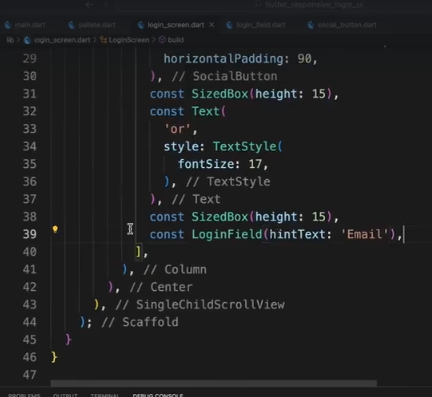 flutter_responsive_login_ui
main.dart pallete.dart login_screen.dart × login_field.dart social_button.dart
lib > login_screen.dart > LoginScreen > build
29 horizontalPadding: 90,
30 ), // SocialButton
31 const SizedBox(height: 15),
32 const Text(
33 'or',
34 style: TextStyle(
35 fontSize: 17,
36 ), // TextStyle
37 ), // Text
38 const SizedBox(height: 15),
39 const LoginField(hintText: 'Email'),
40 ],
41 ), // Column
42 ), // Center
43 ), // SingleChildScrollView
44 ); // Scaffold
45 }
46 }
47
PROBLEMS OUTPUT TERMINAL DEBUG CONSOLE